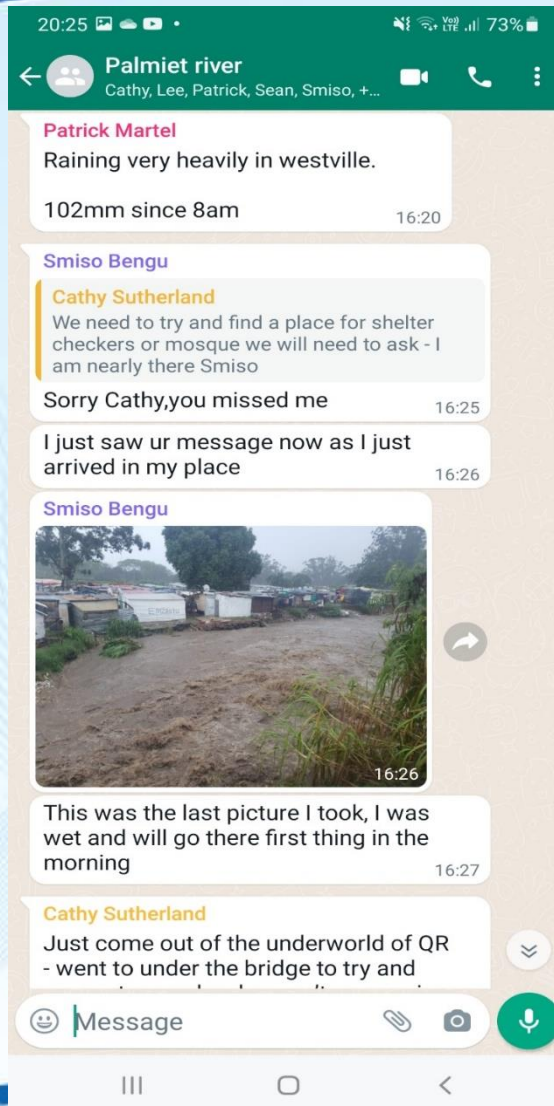 20:25
73%
Palmiet river
Cathy, Lee, Patrick, Sean, Smiso, +...
Patrick Martel
Raining very heavily in westville.
102mm since 8am
16:20
Smiso Bengu
Cathy Sutherland
We need to try and find a place for shelter
checkers or mosque we will need to ask - I
am nearly there Smiso
Sorry Cathy,you missed me
16:25
I just saw ur message now as I just
arrived in my place
16:26
Smiso Bengu
16:26
This was the last picture I took, I was
wet and will go there first thing in the
morning
16:27
Cathy Sutherland
Just come out of the underworld of QR
- went to under the bridge to try and
Message